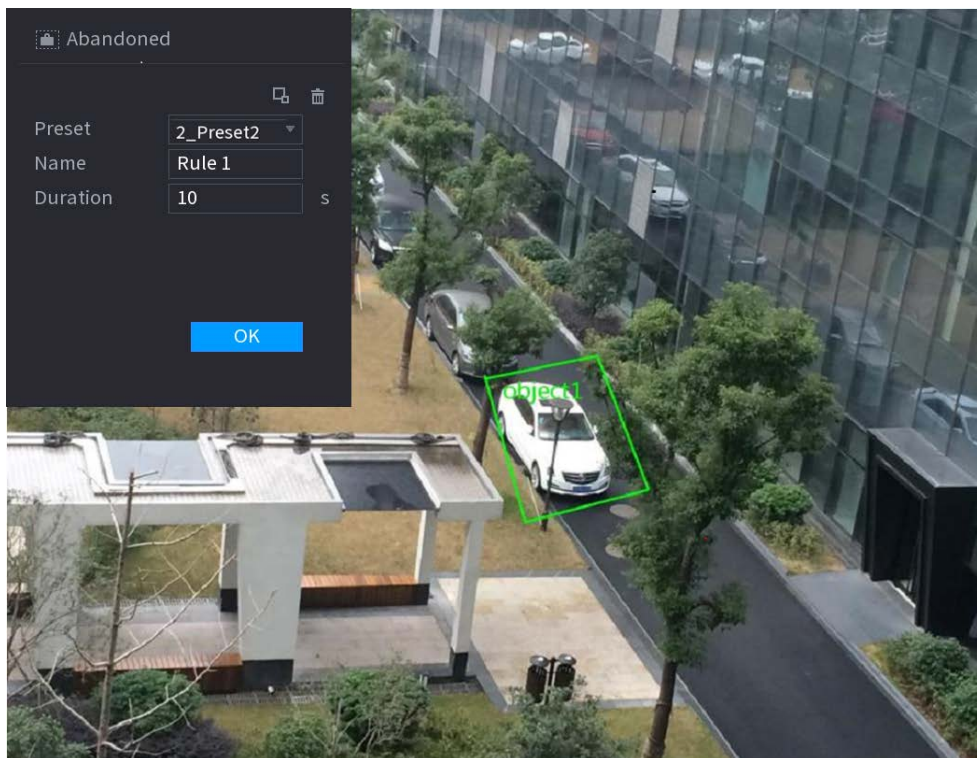 Abandoned
Preset 2_Preset2
Name Rule 1
Duration 10 s
OK
object1